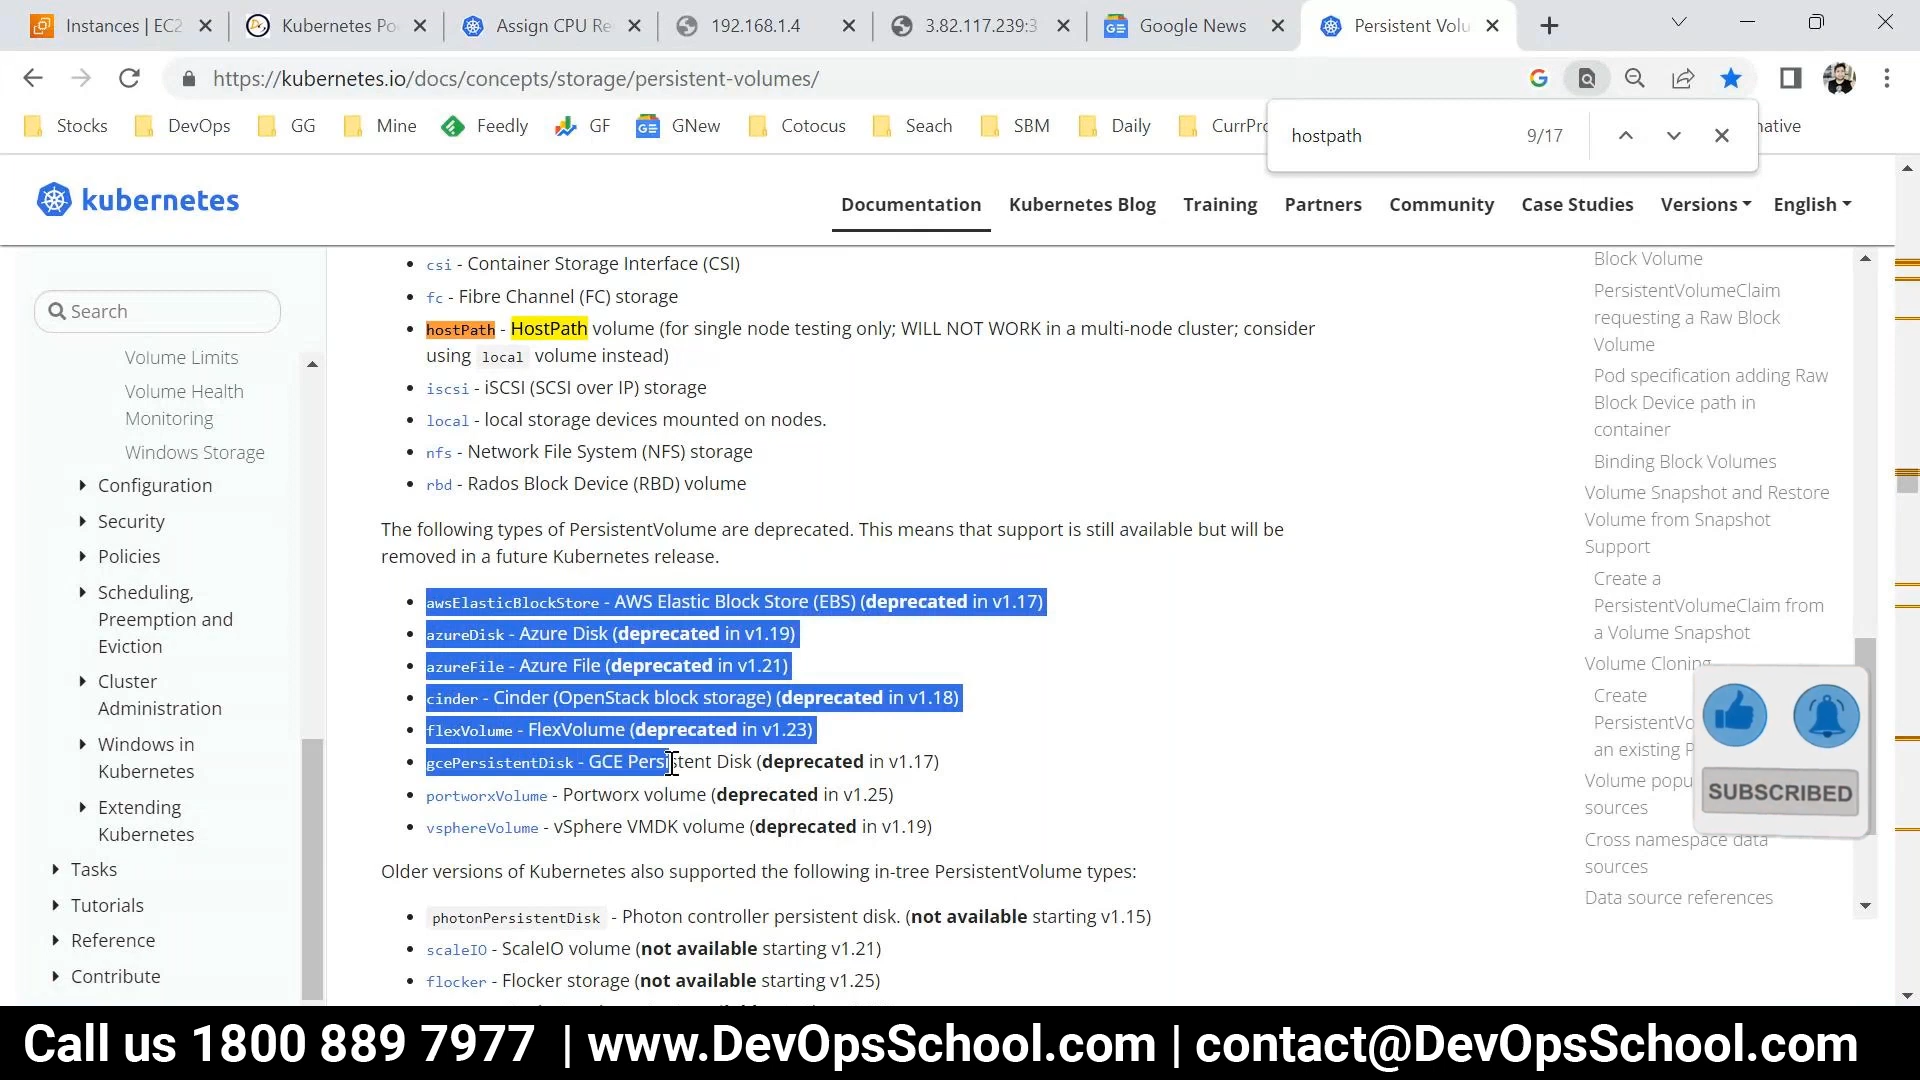 Instances | EC2
Kubernetes Po
Assign CPU Re
192.168.1.4
3.82.117.239:3
Google News
Persistent Volu
https://kubernetes.io/docs/concepts/storage/persistent-volumes/
Stocks
DevOps
GG
Mine
Feedly
GF
GNew
Cotocus
Seach
SBM
Daily
CurrPro
native
hostpath 9/17
kubernetes
Documentation
Kubernetes Blog
Training
Partners
Community
Case Studies
Versions
English
Search
Volume Limits
Volume Health
Monitoring
Windows Storage
Configuration
Security
Policies
Scheduling,
Preemption and
Eviction
Cluster
Administration
Windows in
Kubernetes
Extending
Kubernetes
Tasks
Tutorials
Reference
Contribute
csi - Container Storage Interface (CSI)
fc - Fibre Channel (FC) storage
hostPath - HostPath volume (for single node testing only; WILL NOT WORK in a multi-node cluster; consider
using local volume instead)
iscsi - iSCSI (SCSI over IP) storage
local - local storage devices mounted on nodes.
nfs - Network File System (NFS) storage
rbd - Rados Block Device (RBD) volume
The following types of PersistentVolume are deprecated. This means that support is still available but will be
removed in a future Kubernetes release.
awsElasticBlockStore - AWS Elastic Block Store (EBS) (deprecated in v1.17)
azureDisk - Azure Disk (deprecated in v1.19)
azureFile - Azure File (deprecated in v1.21)
cinder - Cinder (OpenStack block storage) (deprecated in v1.18)
flexVolume - FlexVolume (deprecated in v1.23)
gcePersistentDisk - GCE Persistent Disk (deprecated in v1.17)
portworxVolume - Portworx volume (deprecated in v1.25)
vsphereVolume - vSphere VMDK volume (deprecated in v1.19)
Older versions of Kubernetes also supported the following in-tree PersistentVolume types:
photonPersistentDisk - Photon controller persistent disk. (not available starting v1.15)
scaleIO - ScaleIO volume (not available starting v1.21)
flocker - Flocker storage (not available starting v1.25)
Block Volume
PersistentVolumeClaim
requesting a Raw Block
Volume
Pod specification adding Raw
Block Device path in
container
Binding Block Volumes
Volume Snapshot and Restore
Volume from Snapshot
Support
Create a
PersistentVolumeClaim from
a Volume Snapshot
Volume Cloning
Create
PersistentVo
an existing P
Volume popu
sources
Cross namespace data
sources
Data source references
SUBSCRIBED
Call us 1800 889 7977 | www.DevOpsSchool.com | contact@DevOpsSchool.com